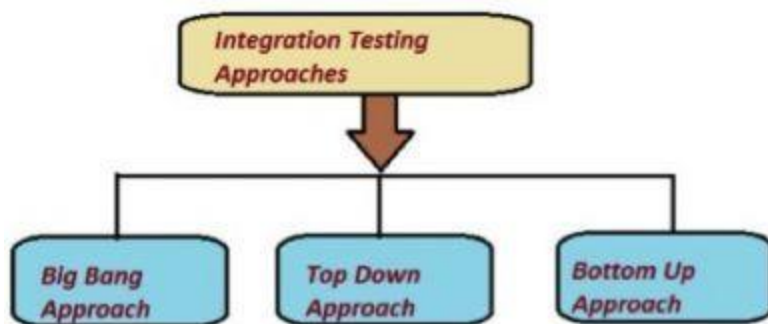 Integration Testing
Approaches
Big Bang
Approach
Top Down
Approach
Bottom Up
Approach